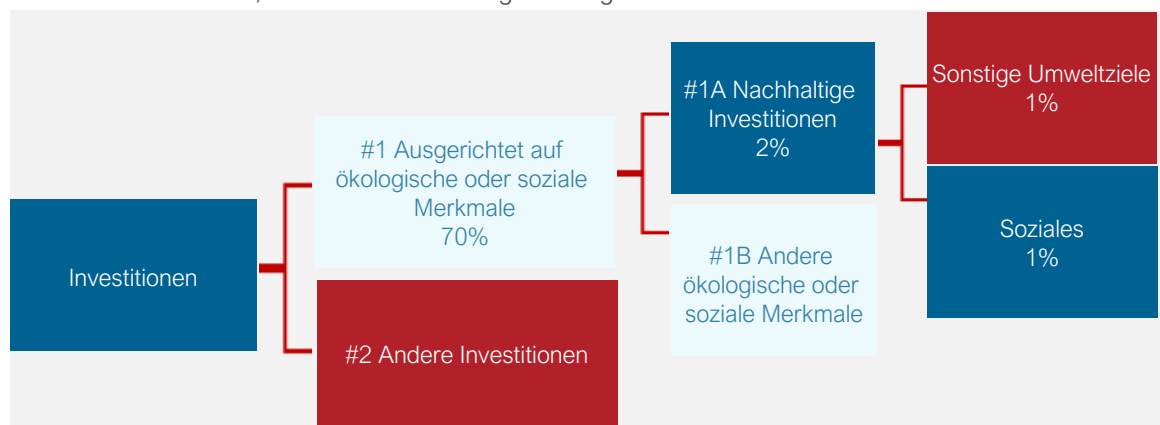 Investitionen
#1 Ausgerichtet auf
ökologische oder soziale
Merkmale
70%
#2 Andere Investitionen
#1A Nachhaltige
Investitionen
2%
#1B Andere
ökologische oder
soziale Merkmale
Sonstige Umweltziele
1%
Soziales
1%